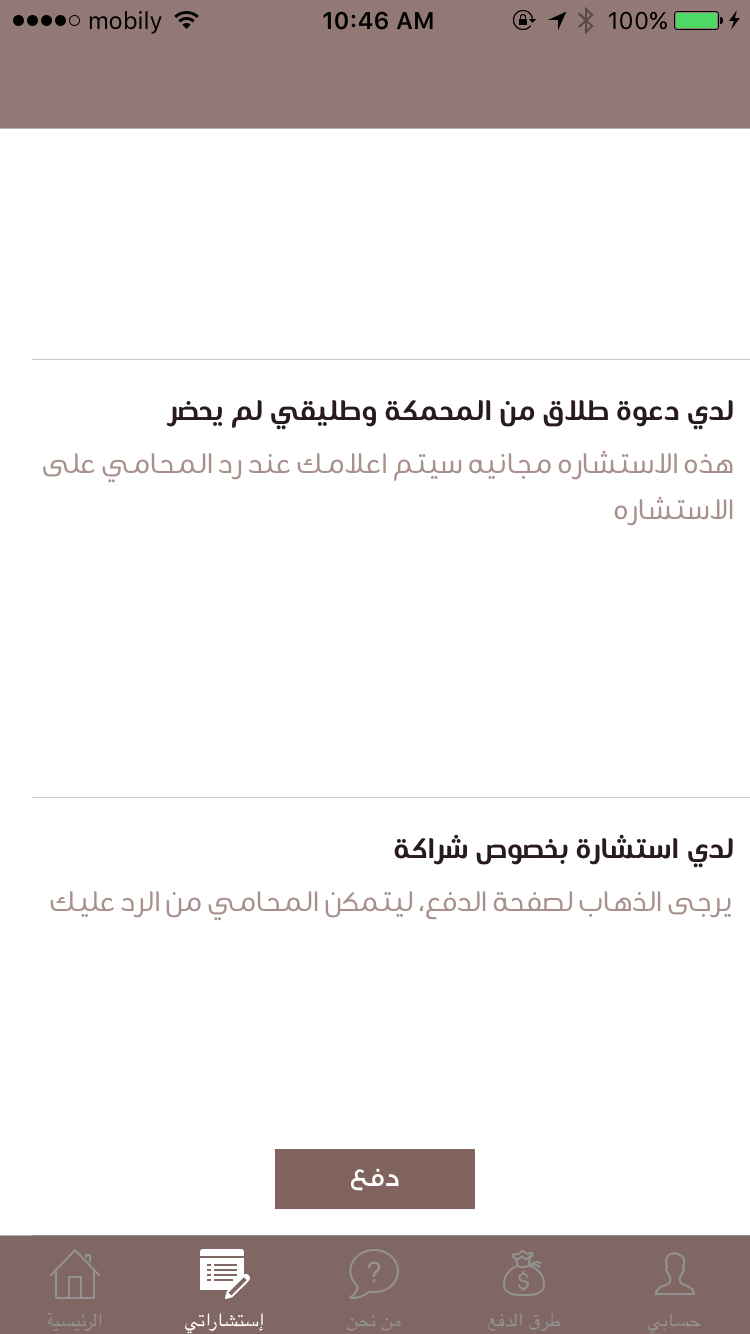 mobily 10:46 AM 100%
لدي دعوة طلاق من المحمكة وطليقي لم يحضر
هذه الاستشاره مجانيه سيتم اعلامك عند رد المحامي على
الاستشاره
لدي استشارة بخصوص شراكة
يرجى الذهاب لصفحة الدفع، ليتمكن المحامي من الرد عليك
دفع
حسابي طرق الدفع من نحن إستشاراتي الرئيسية